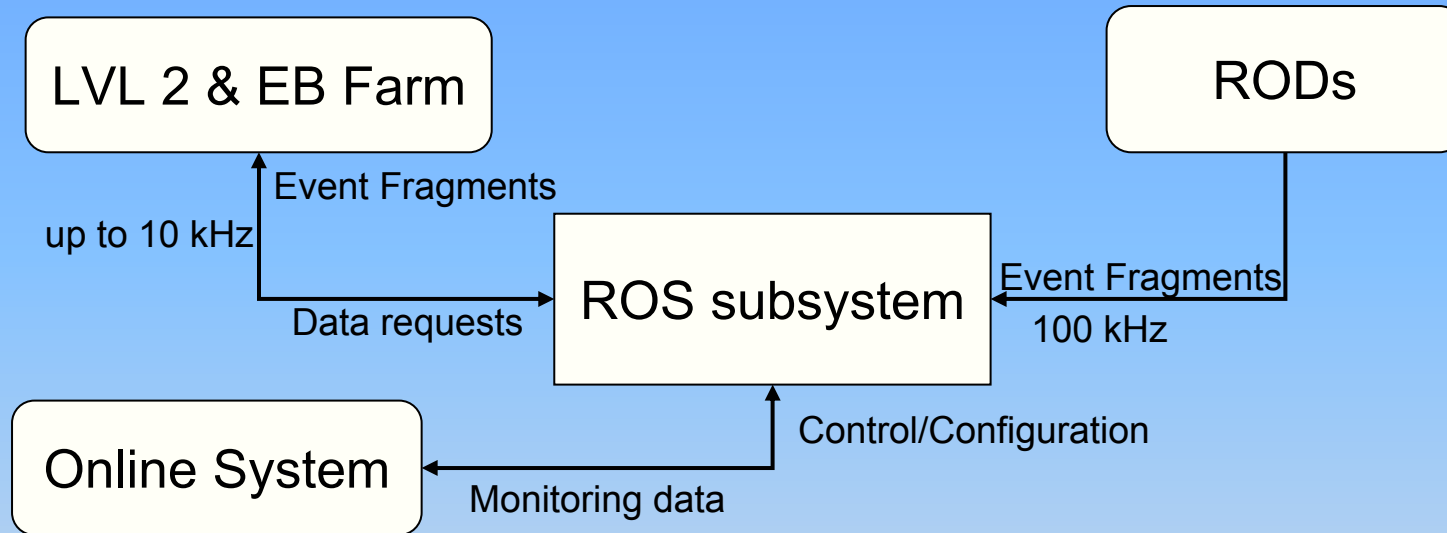 LVL 2 & EB Farm
RODs
Event Fragments
up to 10 kHz
ROS subsystem
Event Fragments
100 kHz
Data requests
Control/Configuration
Online System
Monitoring data